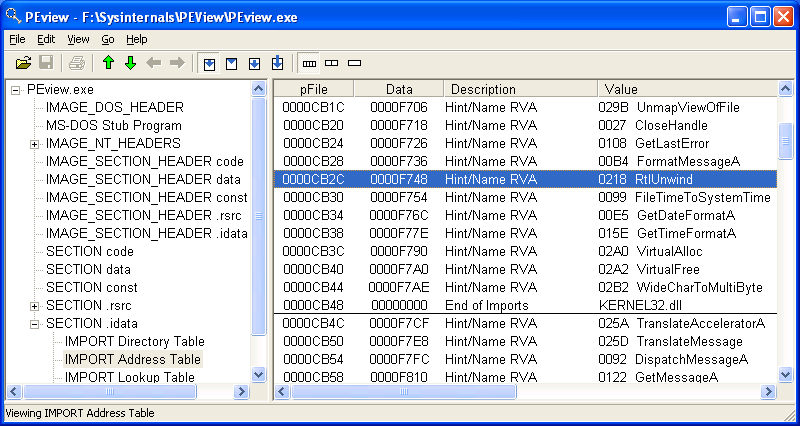 PEview - F:\Sysinternals\PEView\PEview.exe
File Edit View Go Help
PEview.exe
IMAGE_DOS_HEADER
MS-DOS Stub Program
IMAGE_NT_HEADERS
IMAGE_SECTION_HEADER code
IMAGE_SECTION_HEADER data
IMAGE_SECTION_HEADER const
IMAGE_SECTION_HEADER .rsrc
IMAGE_SECTION_HEADER .idata
SECTION code
SECTION data
SECTION const
SECTION .rsrc
SECTION .idata
IMPORT Directory Table
IMPORT Address Table
IMPORT Lookup Table
pFile Data Description Value
0000CB1C 0000F706 Hint/Name RVA 029B UnmapViewOfFile
0000CB20 0000F718 Hint/Name RVA 0027 CloseHandle
0000CB24 0000F726 Hint/Name RVA 0108 GetLastError
0000CB28 0000F736 Hint/Name RVA 00B4 FormatMessageA
0000CB2C 0000F748 Hint/Name RVA 0218 RtlUnwind
0000CB30 0000F754 Hint/Name RVA 0099 FileTimeToSystemTime
0000CB34 0000F76C Hint/Name RVA 00E5 GetDateFormatA
0000CB38 0000F77E Hint/Name RVA 015E GetTimeFormatA
0000CB3C 0000F790 Hint/Name RVA 02A0 VirtualAlloc
0000CB40 0000F7A0 Hint/Name RVA 02A2 VirtualFree
0000CB44 0000F7AE Hint/Name RVA 02B2 WideCharToMultiByte
0000CB48 00000000 End of Imports KERNEL32.dll
0000CB4C 0000F7CF Hint/Name RVA 025A TranslateAcceleratorA
0000CB50 0000F7E8 Hint/Name RVA 025D TranslateMessage
0000CB54 0000F7FC Hint/Name RVA 0092 DispatchMessageA
0000CB58 0000F810 Hint/Name RVA 0122 GetMessageA
Viewing IMPORT Address Table